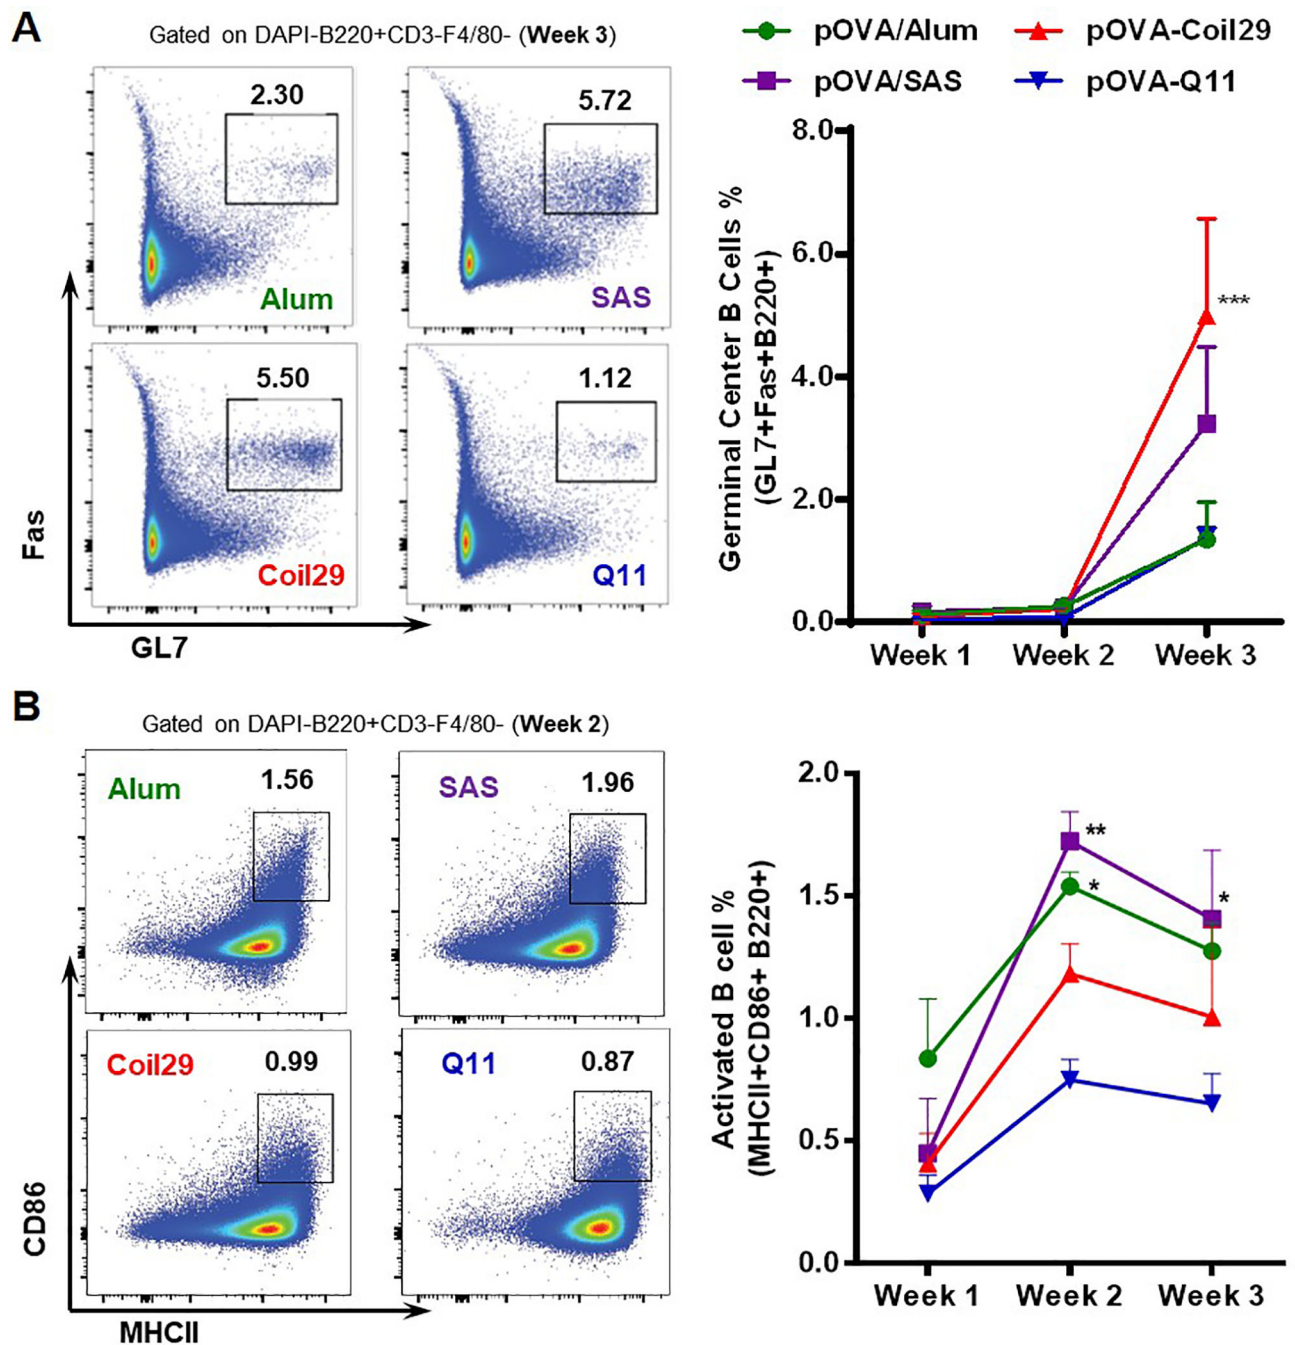 A
Gated on DAPI-B220+CD3-F4/80- (Week 3)
2.30
Alum
5.72
SAS
5.50
Coil29
1.12
Q11
Fas
GL7
pOVA/Alum
pOVA-Coil29
pOVA/SAS
pOVA-Q11
8.0
6.0
4.0
2.0
0.0
Germinal Center B Cells %
(GL7+Fas+B220+)
***
Week 1
Week 2
Week 3
B
Gated on DAPI-B220+CD3-F4/80- (Week 2)
Alum
1.56
SAS
1.96
Coil29
0.99
Q11
0.87
CD86
MHCII
2.0
1.5
1.0
0.5
0.0
Activated B cell %
(MHCII+CD86+ B220+)
**
*
*
Week 1
Week 2
Week 3